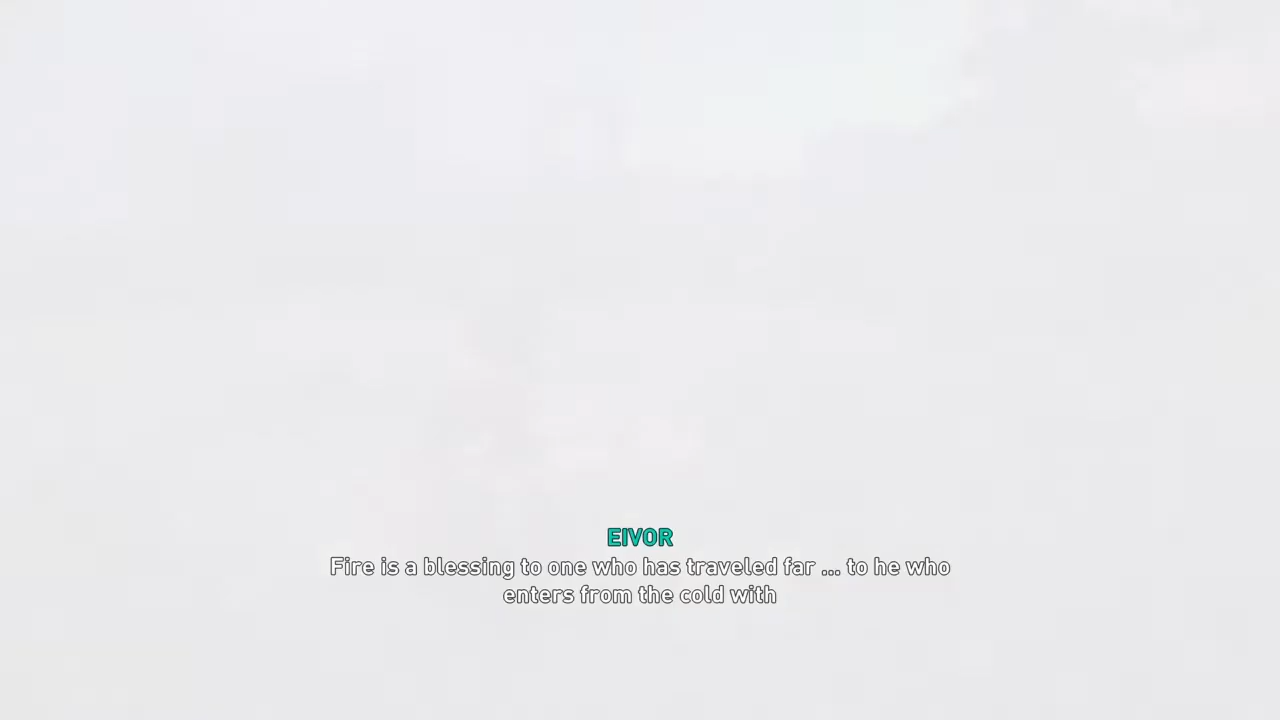 EIVOR
Fire is a blessing to one who has traveled far ... to he who
enters from the cold with